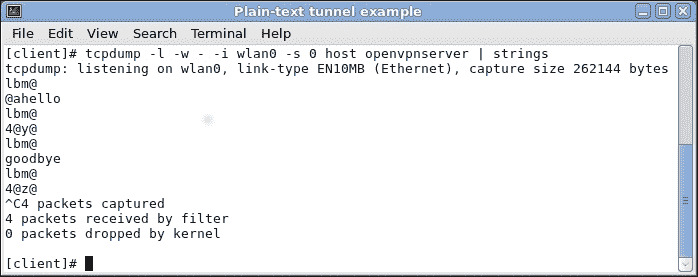 Plain-text tunnel example
File Edit View Search Terminal Help
[client]# tcpdump -l -w - -i wlan0 -s 0 host openvpnserver | strings
tcpdump: listening on wlan0, link-type EN10MB (Ethernet), capture size 262144 bytes
lbm@
@ahello
lbm@
4@y@
lbm@
goodbye
lbm@
4@z@
^C4 packets captured
4 packets received by filter
0 packets dropped by kernel
[client]#